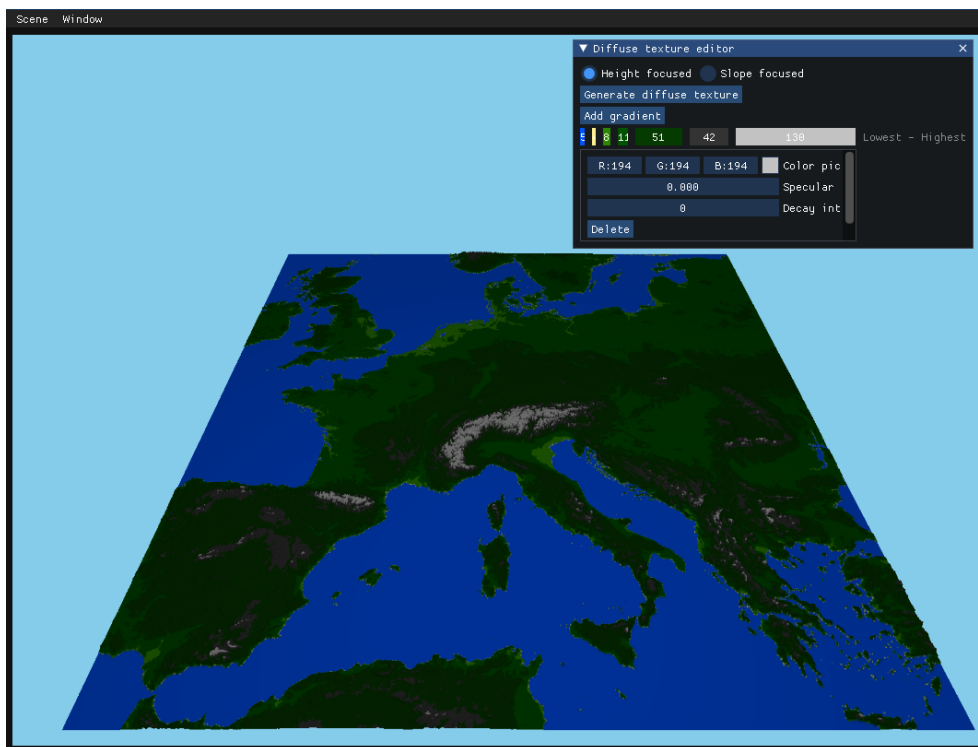 Scene Window
Diffuse texture editor
Height focused Slope focused
Generate diffuse texture
Add gradient
8 11 51 42 130 Lowest - Highest
R:194 G:194 B:194 Color pic
0.000 Specular
0 Decay int
Delete